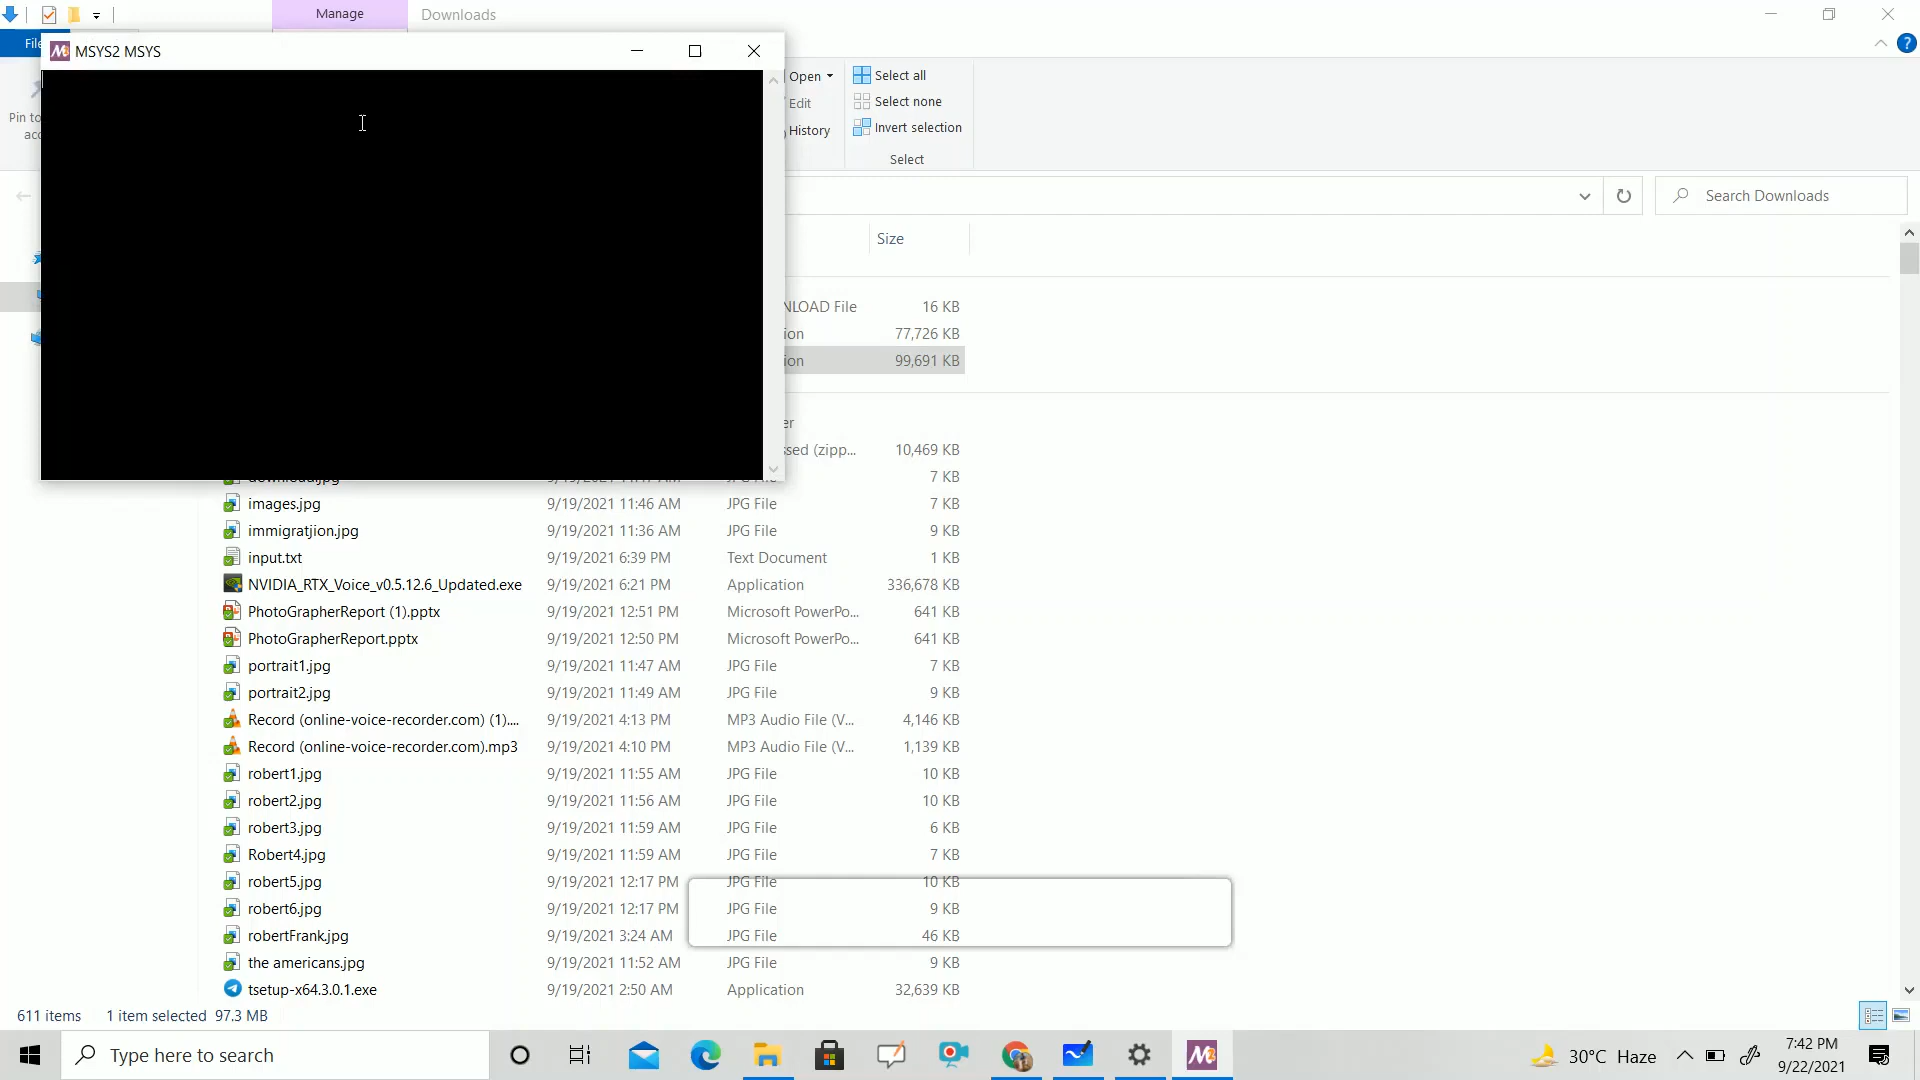 Manage
Downloads
File
MSYS2 MSYS
Open
Select all
Pin to
Edit
Select none
History
Invert selection
Select
Search Downloads
Size
NLOAD File 16 KB
77,726 KB
99,691 KB
10,469 KB
7 KB
images.jpg 9/19/2021 11:46 AM JPG File 7 KB
immigratjion.jpg 9/19/2021 11:36 AM JPG File 9 KB
input.txt 9/19/2021 6:39 PM Text Document 1 KB
NVIDIA_RTX_Voice_v0.5.12.6_Updated.exe 9/19/2021 6:21 PM Application 336,678 KB
PhotoGrapherReport (1).pptx 9/19/2021 12:51 PM Microsoft PowerPo... 641 KB
PhotoGrapherReport.pptx 9/19/2021 12:50 PM Microsoft PowerPo... 641 KB
portrait1.jpg 9/19/2021 11:47 AM JPG File 7 KB
portrait2.jpg 9/19/2021 11:49 AM JPG File 9 KB
Record (online-voice-recorder.com) (1).... 9/19/2021 4:13 PM MP3 Audio File (V... 4,146 KB
Record (online-voice-recorder.com).mp3 9/19/2021 4:10 PM MP3 Audio File (V... 1,139 KB
robert1.jpg 9/19/2021 11:55 AM JPG File 10 KB
robert2.jpg 9/19/2021 11:56 AM JPG File 10 KB
robert3.jpg 9/19/2021 11:59 AM JPG File 6 KB
Robert4.jpg 9/19/2021 11:59 AM JPG File 7 KB
robert5.jpg 9/19/2021 12:17 PM JPG File 10 KB
robert6.jpg 9/19/2021 12:17 PM JPG File 9 KB
robertFrank.jpg 9/19/2021 3:24 AM JPG File 46 KB
the americans.jpg 9/19/2021 11:52 AM JPG File 9 KB
tsetup-x64.3.0.1.exe 9/19/2021 2:50 AM Application 32,639 KB
611 items 1 item selected 97.3 MB
Type here to search
30°C Haze
7:42 PM
9/22/2021